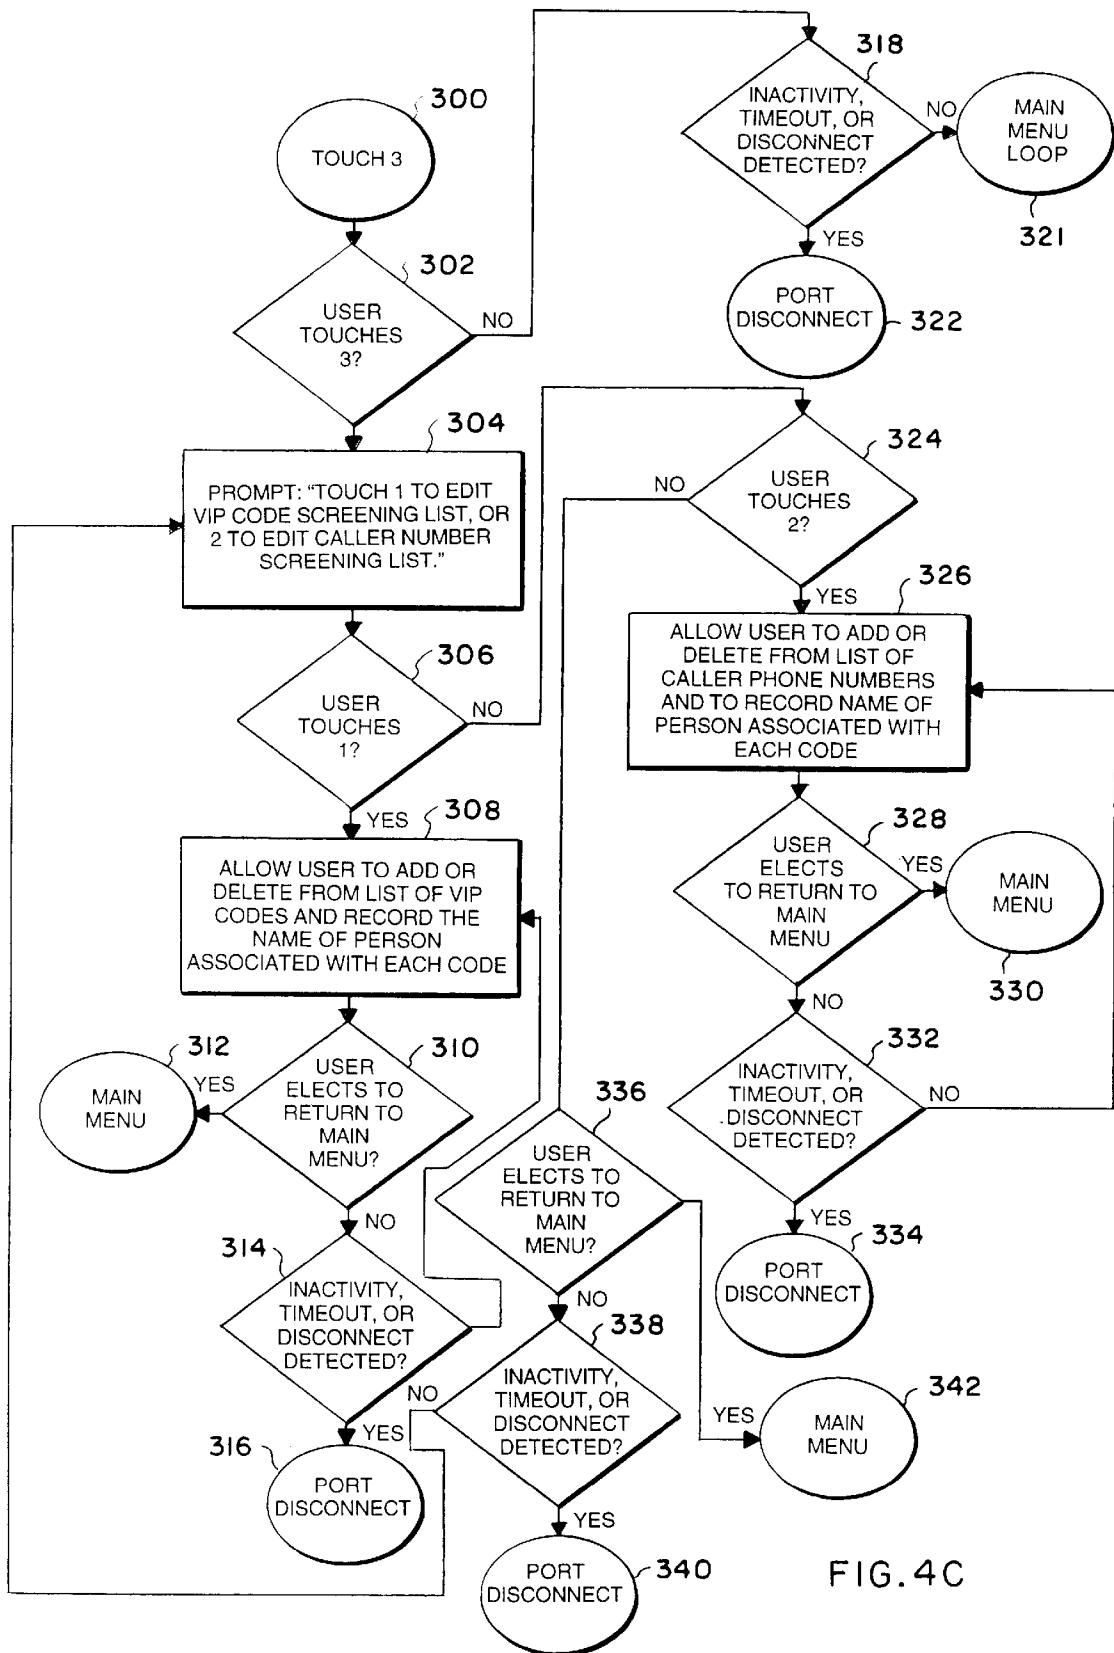 300
TOUCH 3
302
USER
TOUCHES
3?
NO
318
INACTIVITY,
TIMEOUT, OR
DISCONNECT
DETECTED?
NO
MAIN
MENU
LOOP
321
YES
PORT
DISCONNECT
322
304
PROMPT: “TOUCH 1 TO EDIT
VIP CODE SCREENING LIST, OR
2 TO EDIT CALLER NUMBER
SCREENING LIST.”
306
USER
TOUCHES
1?
NO
YES
308
ALLOW USER TO ADD OR
DELETE FROM LIST OF VIP
CODES AND RECORD THE
NAME OF PERSON
ASSOCIATED WITH EACH CODE
310
USER
ELECTS TO
RETURN TO
MAIN
MENU?
YES
312
MAIN
MENU
NO
314
INACTIVITY,
TIMEOUT, OR
DISCONNECT
DETECTED?
YES
316
PORT
DISCONNECT
324
USER
TOUCHES
2?
NO
YES
326
ALLOW USER TO ADD OR
DELETE FROM LIST OF
CALLER PHONE NUMBERS
AND TO RECORD NAME OF
PERSON ASSOCIATED WITH
EACH CODE
328
USER
ELECTS
TO RETURN TO
MAIN
MENU
YES
MAIN
MENU
330
NO
332
INACTIVITY,
TIMEOUT, OR
DISCONNECT
DETECTED?
NO
YES
334
PORT
DISCONNECT
336
USER
ELECTS TO
RETURN TO
MAIN
MENU?
NO
338
INACTIVITY,
TIMEOUT, OR
DISCONNECT
DETECTED?
NO
YES
PORT
DISCONNECT
340
YES
MAIN
MENU
342
FIG.4C